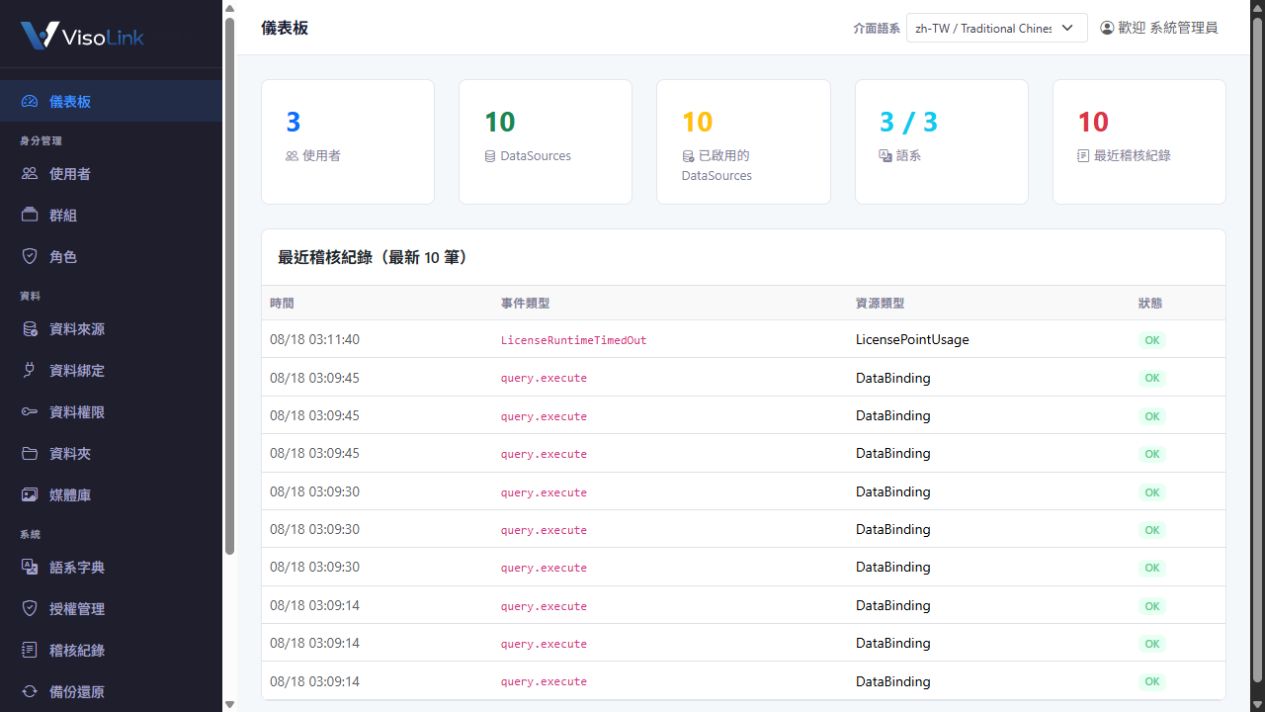 VisoLink
儀表板
身分管理
使用者
群組
角色
資料
資料來源
資料綁定
資料權限
資料夾
媒體庫
系統
語系字典
授權管理
稽核紀錄
備份還原
儀表板
介面語系
zh-TW / Traditional Chines
歡迎 系統管理員
3
使用者
10
DataSources
10
已啟用的
DataSources
3 / 3
語系
10
最近稽核紀錄
最近稽核紀錄（最新 10 筆）
時間 事件類型 資源類型 狀態
08/18 03:11:40 LicenseRuntimeTimedOut LicensePointUsage OK
08/18 03:09:45 query.execute DataBinding OK
08/18 03:09:45 query.execute DataBinding OK
08/18 03:09:45 query.execute DataBinding OK
08/18 03:09:30 query.execute DataBinding OK
08/18 03:09:30 query.execute DataBinding OK
08/18 03:09:30 query.execute DataBinding OK
08/18 03:09:14 query.execute DataBinding OK
08/18 03:09:14 query.execute DataBinding OK
08/18 03:09:14 query.execute DataBinding OK